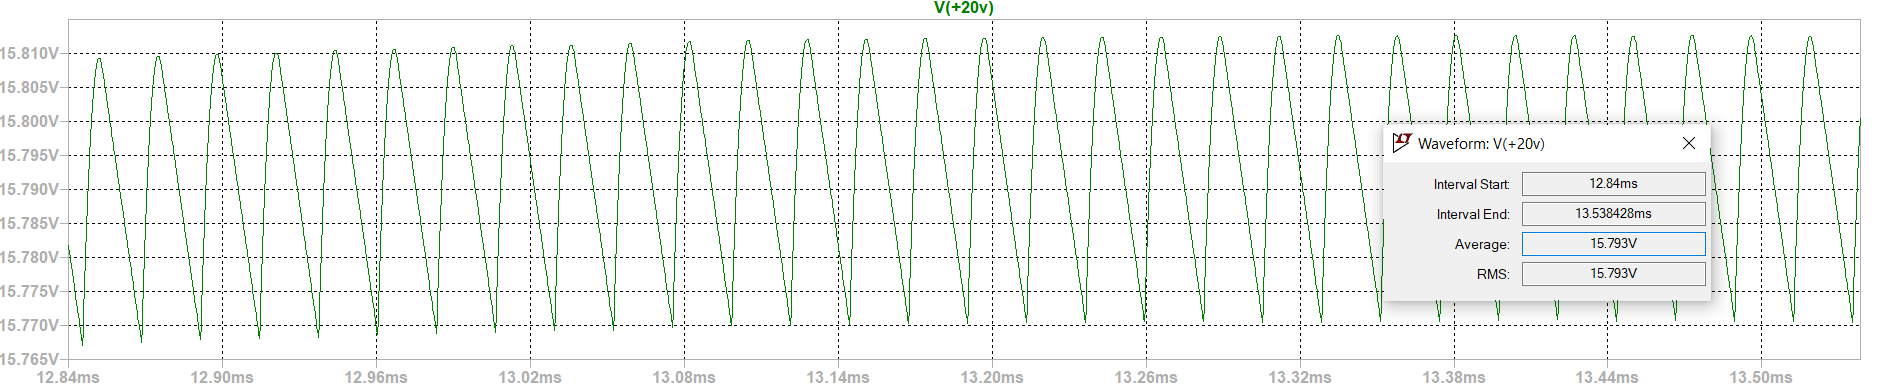 V(+20v)
15.810V
15.805V
15.800V
15.795V
15.790V
15.785V
15.780V
15.775V
15.770V
15.765V
12.84ms 12.90ms 12.96ms 13.02ms 13.08ms 13.14ms 13.20ms 13.26ms 13.32ms 13.38ms 13.44ms 13.50ms
Waveform: V(+20v)
Interval Start: 12.84ms
Interval End: 13.538428ms
Average: 15.793V
RMS: 15.793V